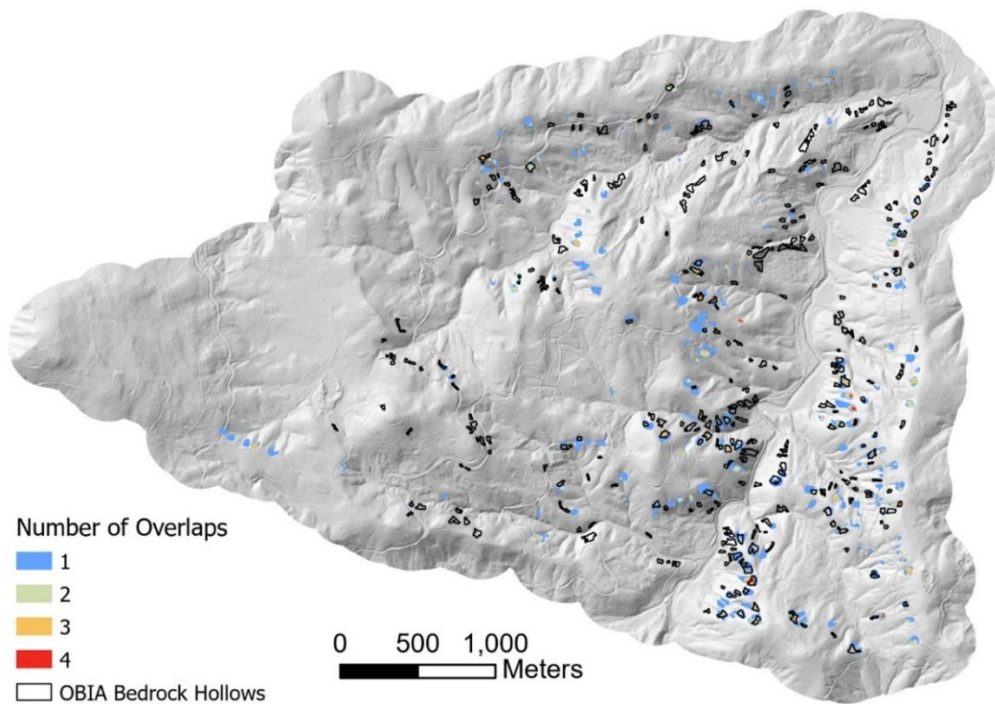 Number of Overlaps
1
2
3
4
OBIA Bedrock Hollows
0 500 1,000
Meters